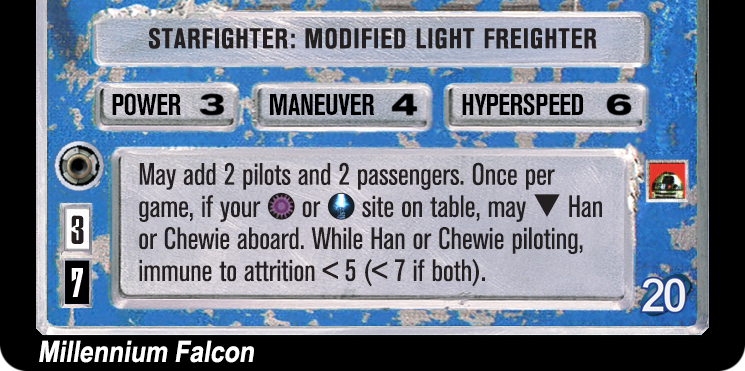 STARFIGHTER: MODIFIED LIGHT FREIGHTER
POWER 3 MANEUVER 4 HYPERSPEED 6
May add 2 pilots and 2 passengers. Once per
game, if your or site on table, may ▼ Han
or Chewie aboard. While Han or Chewie piloting,
immune to attrition < 5 (< 7 if both).
3
7
20
Millennium Falcon